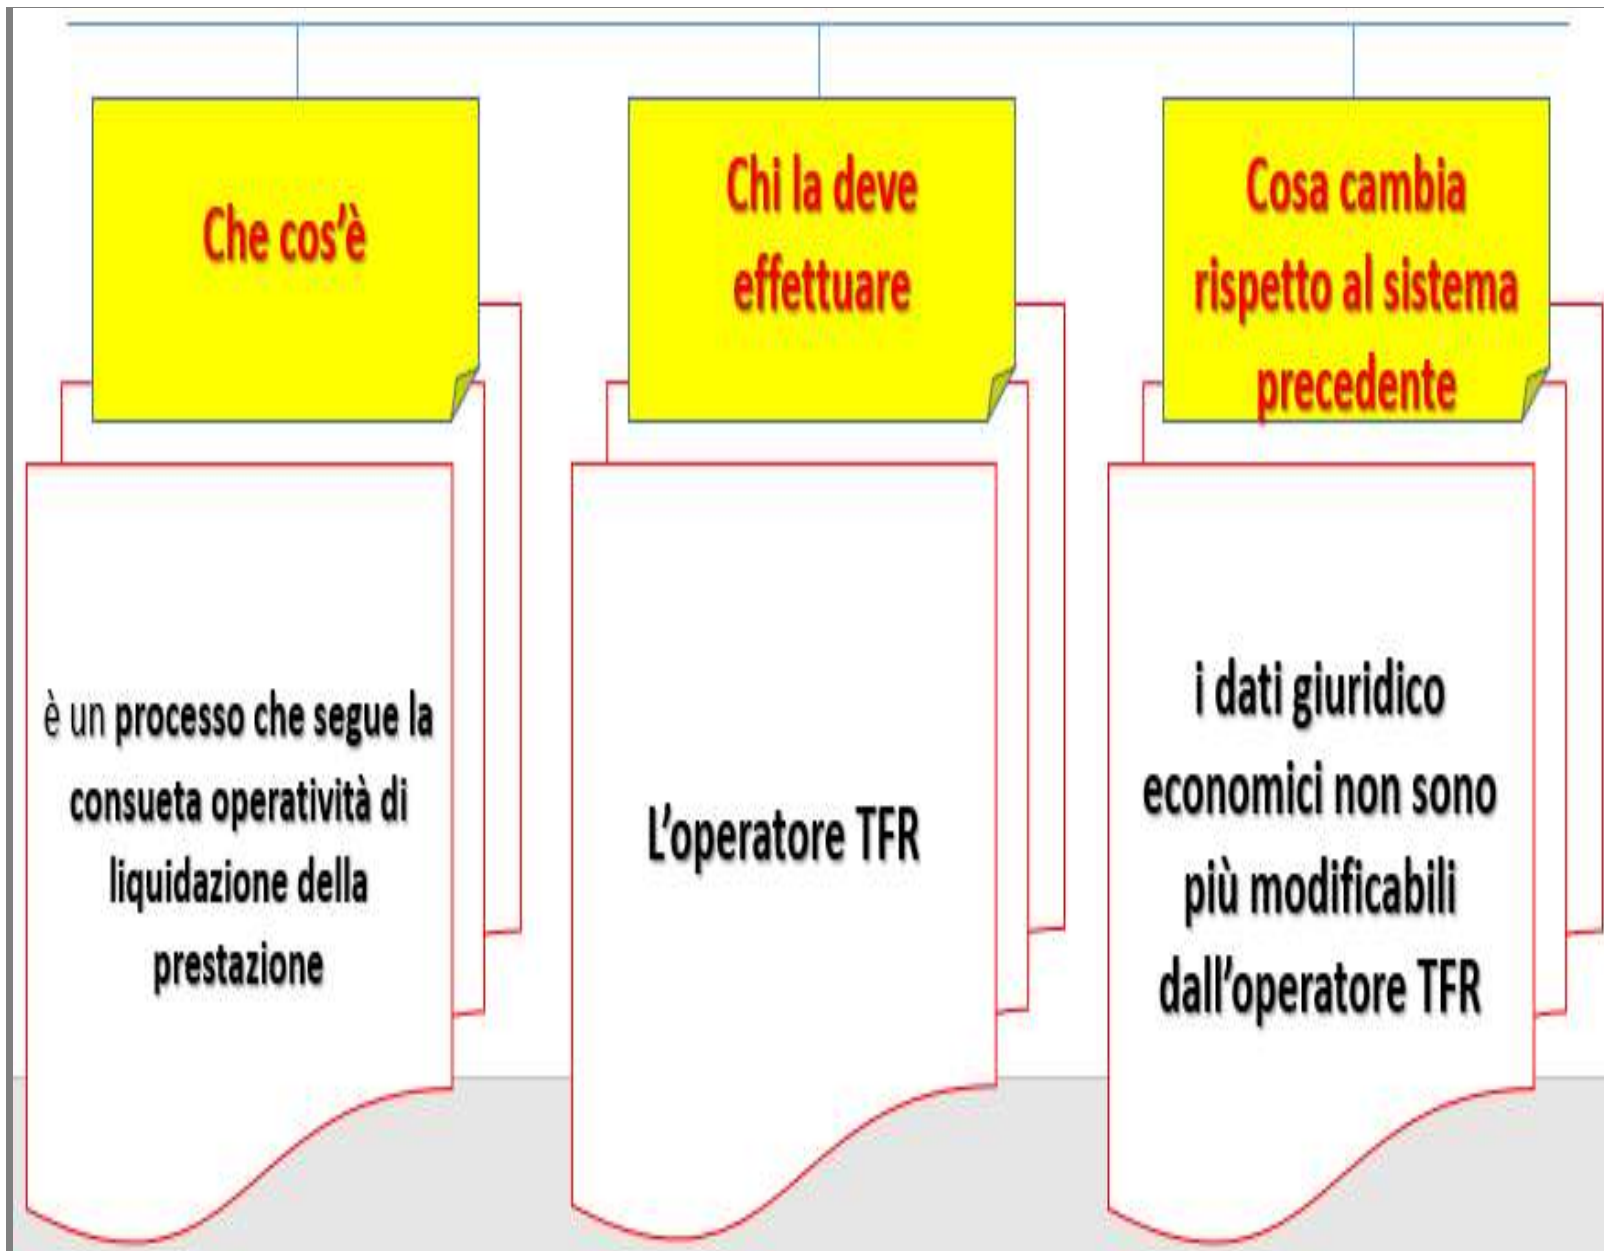 Che cos’è
è un processo che segue la
consueta operatività di
liquidazione della
prestazione
Chi la deve
effettuare
L’operatore TFR
Cosa cambia
rispetto al sistema
precedente
i dati giuridico
economici non sono
più modificabili
dall’operatore TFR